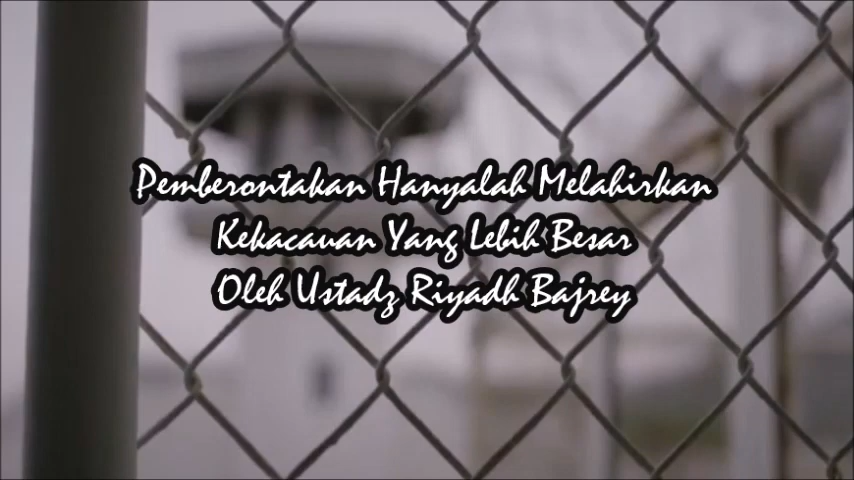 Pemberontakan Hanyalah Melahirkan
Kekacauan Yang Lebih Besar
Oleh Ustadz Riyadh Bajrey